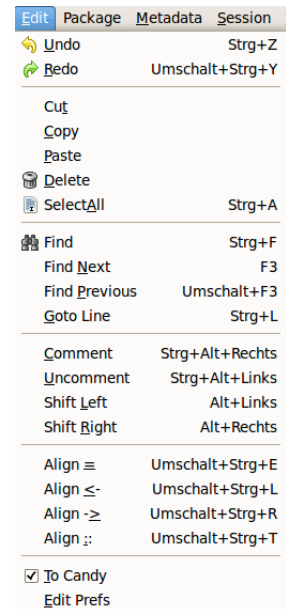 Edit Package Metadata Session
Undo Strg+Z
Redo Umschalt+Strg+Y
Cut
Copy
Paste
Delete
SelectAll Strg+A
Find Strg+F
Find Next F3
Find Previous Umschalt+F3
Goto Line Strg+L
Comment Strg+Alt+Rechts
Uncomment Strg+Alt+Links
Shift Left Alt+Links
Shift Right Alt+Rechts
Align = Umschalt+Strg+E
Align <- Umschalt+Strg+L
Align -> Umschalt+Strg+R
Align :: Umschalt+Strg+T
To Candy
Edit Prefs